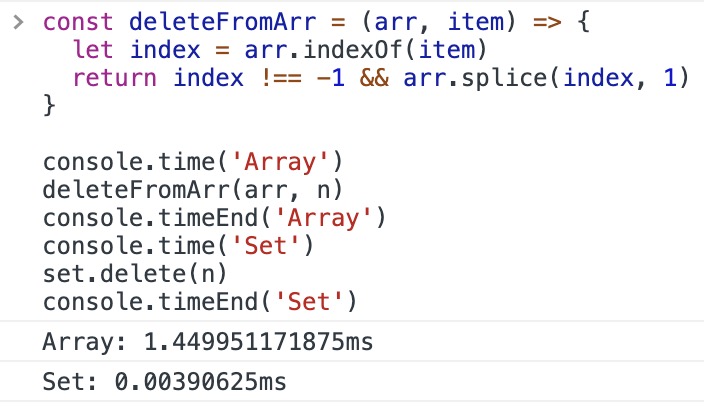 > const deleteFromArr = (arr, item) => {
  let index = arr.indexOf(item)
  return index !== -1 && arr.splice(index, 1)
}

console.time('Array')
deleteFromArr(arr, n)
console.timeEnd('Array')
console.time('Set')
set.delete(n)
console.timeEnd('Set')
Array: 1.449951171875ms
Set: 0.00390625ms